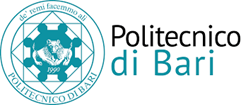 de' remi facemmo ali
1990
POLITECNICO DI BARI
Politecnico
di Bari